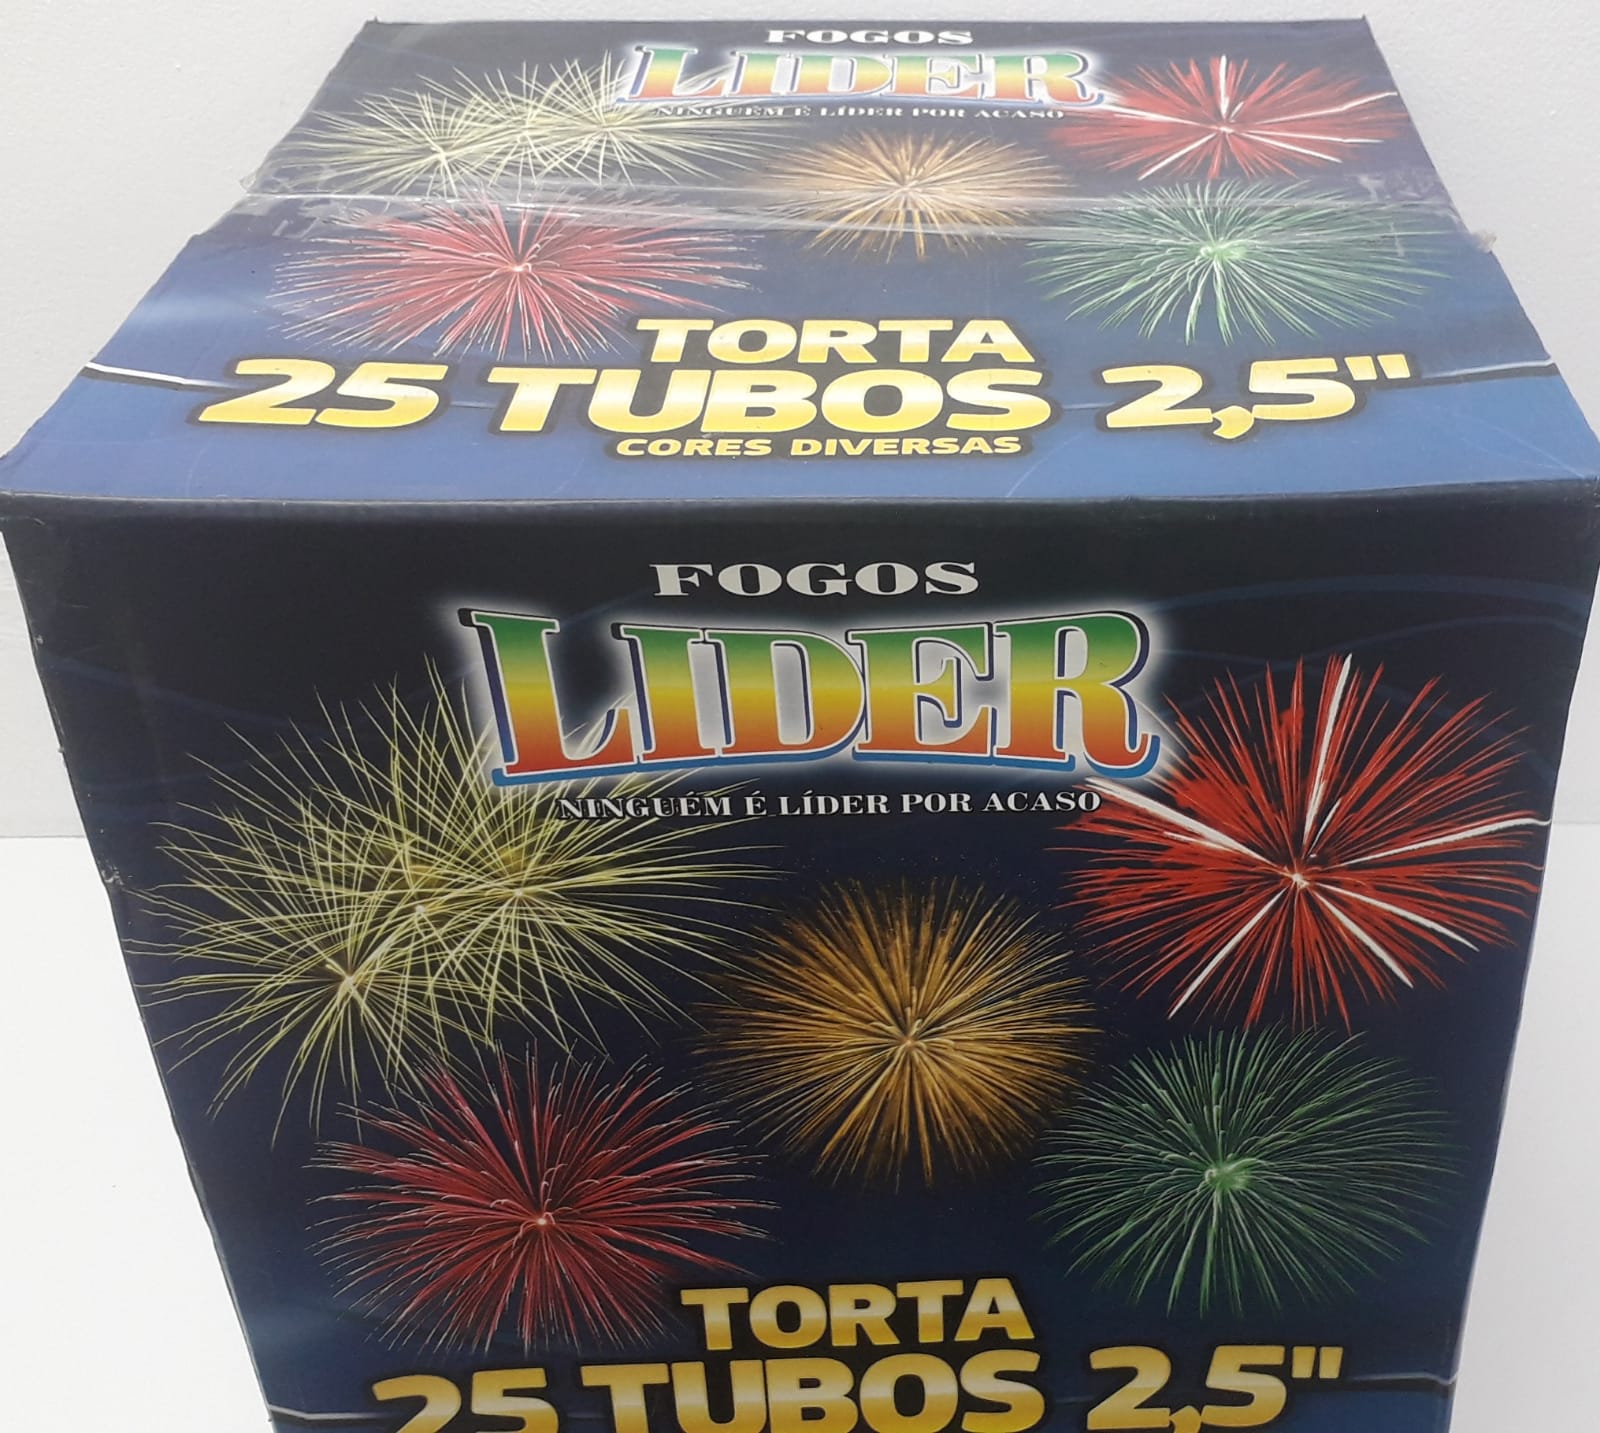 FOGOS
LIDER
NINGUÉM É LÍDER POR ACASO
TORTA
25 TUBOS 2,5"
CORES DIVERSAS
FOGOS
LIDER
NINGUÉM É LÍDER POR ACASO
TORTA
25 TUBOS 2,5"